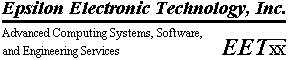 Epsilon Electronic Technology, Inc.
Advanced Computing Systems, Software,
and Engineering Services
EETxx